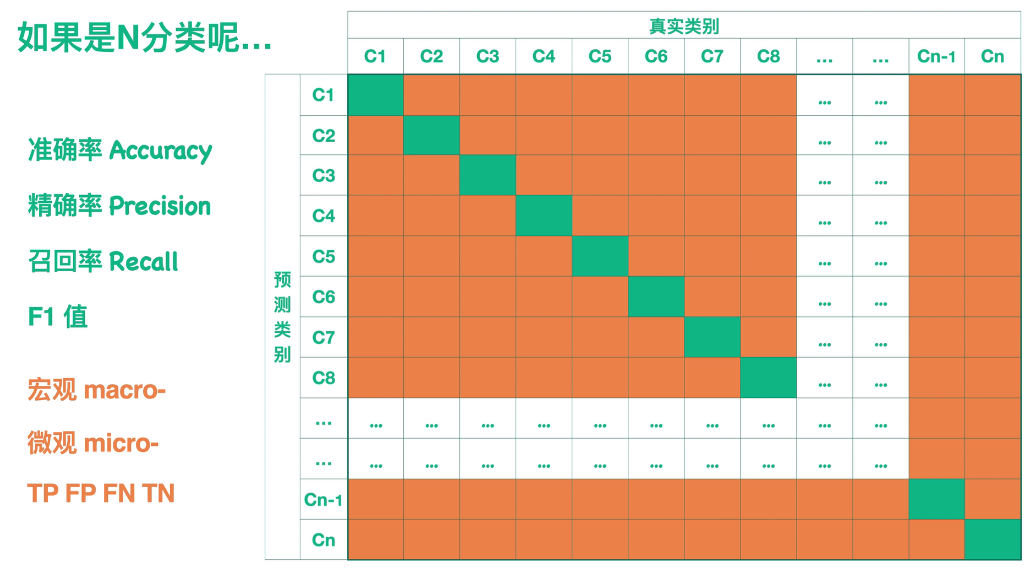 如果是N分类呢...
准确率 Accuracy
精确率 Precision
召回率 Recall
F1 值
宏观 macro-
微观 micro-
TP FP FN TN
真实类别
C1 C2 C3 C4 C5 C6 C7 C8 ... ... Cn-1 Cn
预测类别
C1 ... ...
C2 ... ...
C3 ... ...
C4 ... ...
C5 ... ...
C6 ... ...
C7 ... ...
C8 ... ...
... ... ... ... ... ... ... ... ... ... ...
... ... ... ... ... ... ... ... ... ... ...
Cn-1
Cn